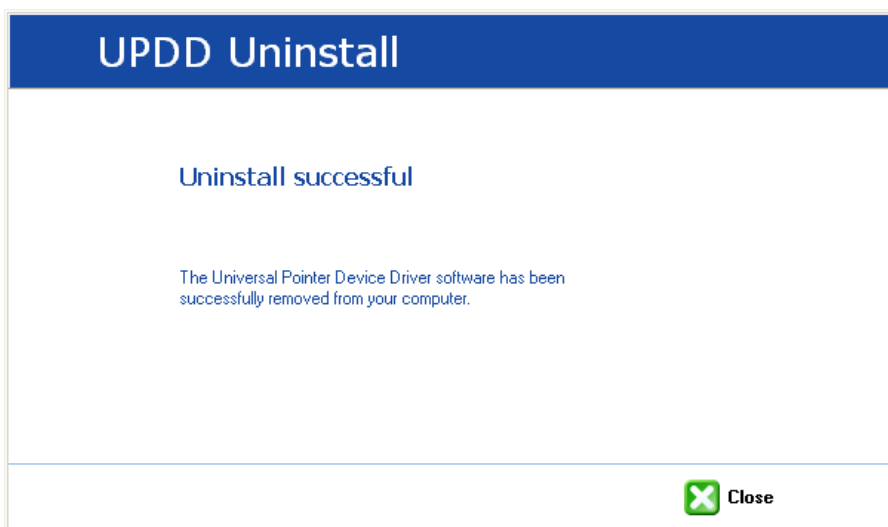 UPDD Uninstall
Uninstall successful
The Universal Pointer Device Driver software has been
successfully removed from your computer.
Close